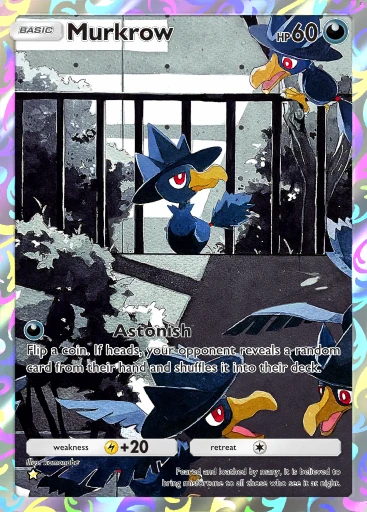 BASIC Murkrow HP60
Astonish
Flip a coin. If heads, your opponent reveals a random
card from their hand and shuffles it into their deck.
weakness +20 retreat
Feared and loathed by many, it is believed to
bring misfortune to all those who see it at night.